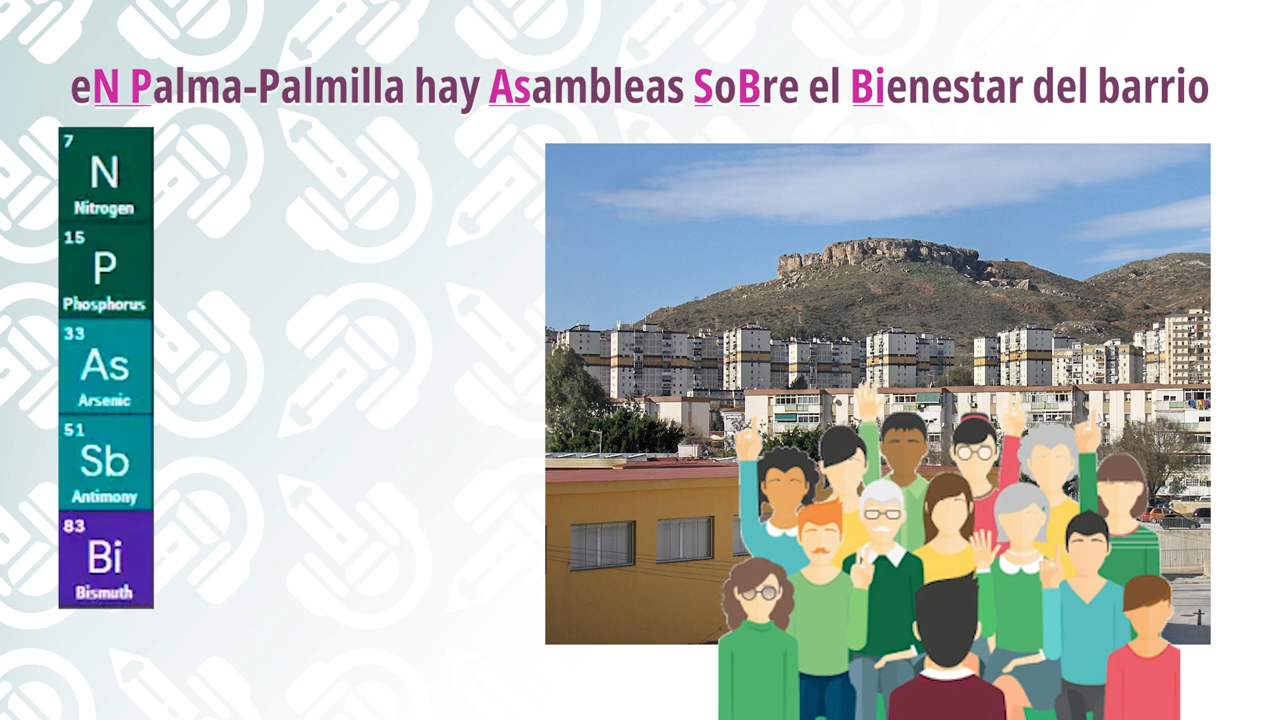 eN Palma-Palmilla hay Asambleas SoBre el Bienestar del barrio
7
N
Nitrogen
15
P
Phosphorus
33
As
Arsenic
51
Sb
Antimony
83
Bi
Bismuth